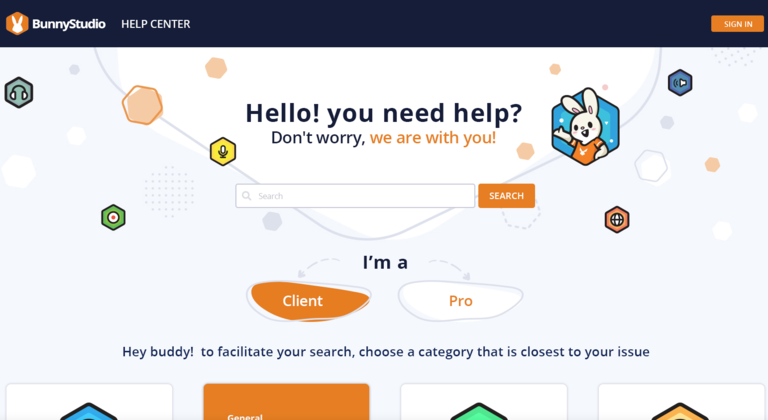 BunnyStudio HELP CENTER SIGN IN
Hello! you need help?
Don't worry, we are with you!
Search SEARCH
I'm a
Client Pro
Hey buddy! to facilitate your search, choose a category that is closest to your issue
General